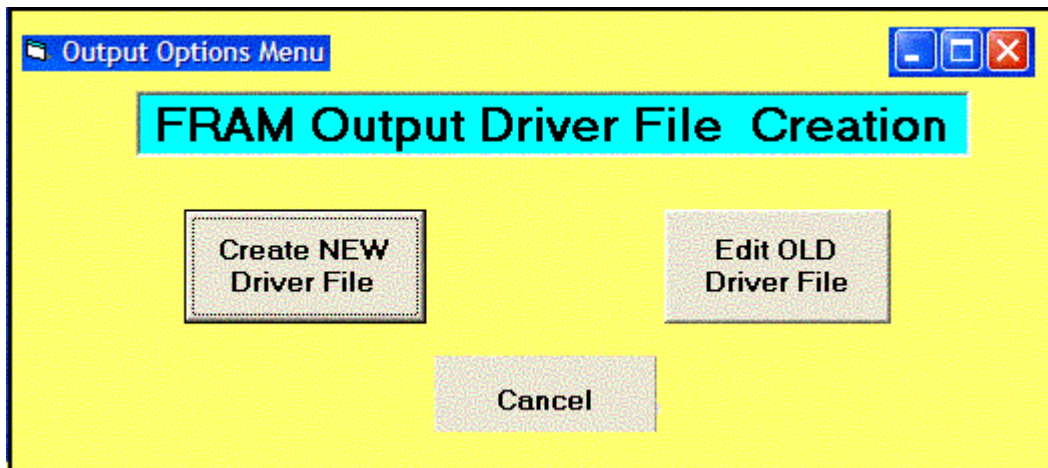 Output Options Menu
FRAM Output Driver File Creation
Create NEW
Driver File
Edit OLD
Driver File
Cancel